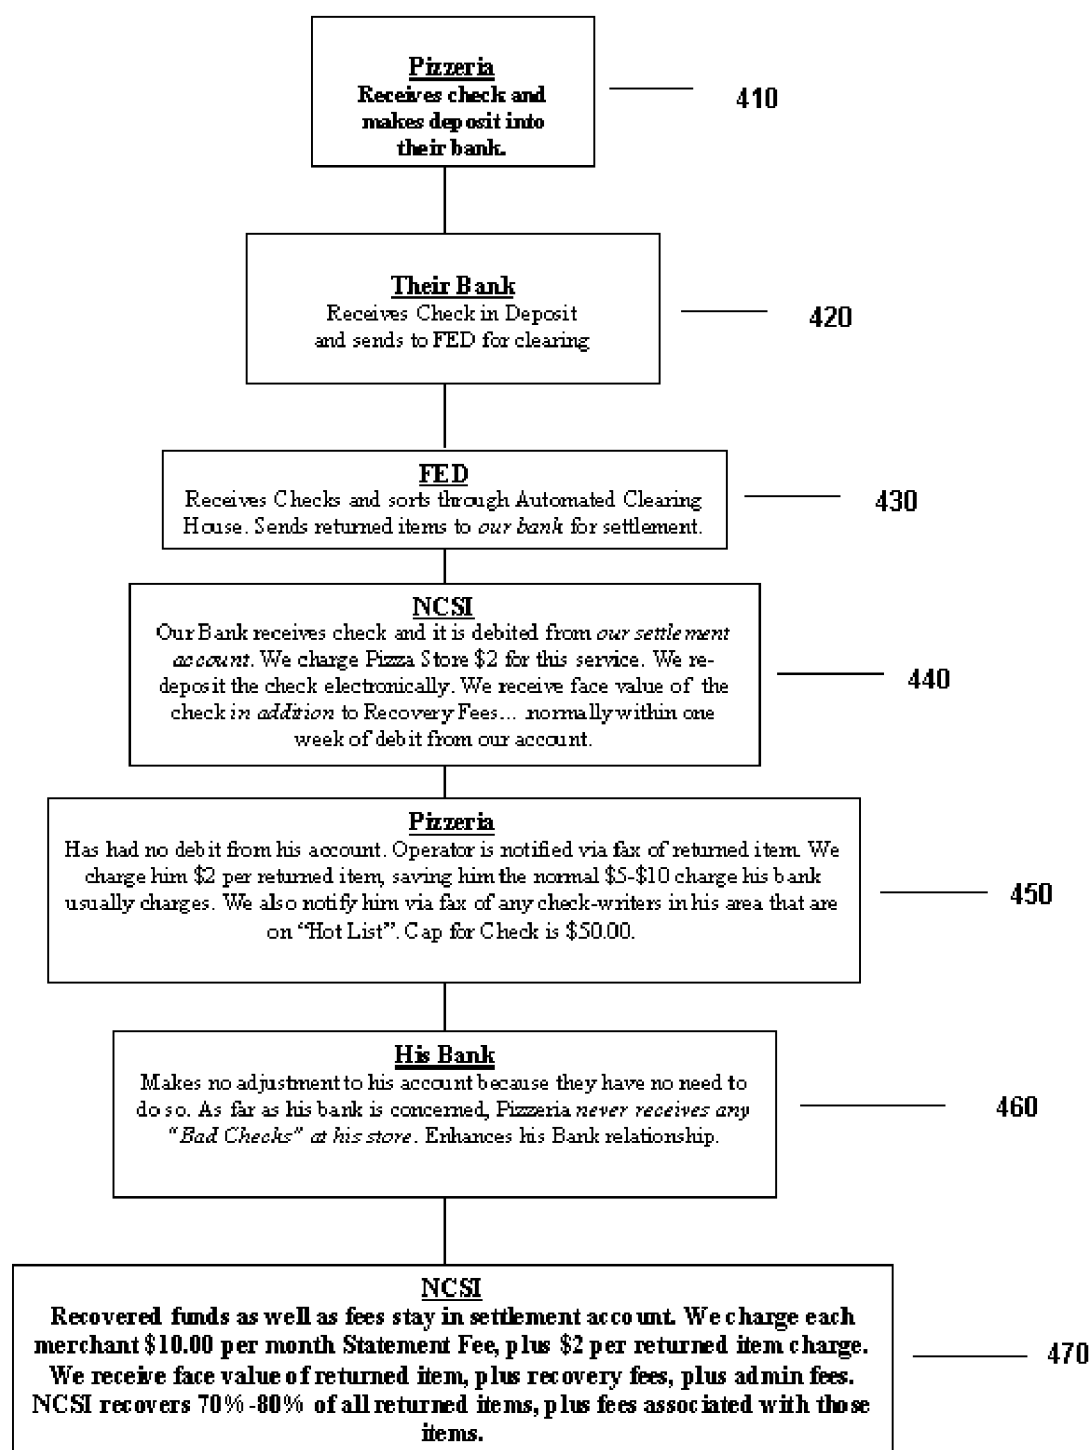 Pizzeria
Receives check and
makes deposit into
their bank.
410
Their Bank
Receives Check in Deposit
and sends to FED for clearing
420
FED
Receives Checks and sorts through Automated Clearing
House. Sends returned items to our bank for settlement.
430
NCSI
Our Bank receives check and it is debited from our settlement
account. We charge Pizza Store $2 for this service. We re-
deposit the check electronically. We receive face value of the
check in addition to Recovery Fees... normally within one
week of debit from our account.
440
Pizzeria
Has had no debit from his account. Operator is notified via fax of returned item. We
charge him $2 per returned item, saving him the normal $5-$10 charge his bank
usually charges. We also notify him via fax of any check-writers in his area that are
on “Hot List”. Cap for Check is $50.00.
450
His Bank
Makes no adjustment to his account because they have no need to
do so. As far as his bank is concerned, Pizzeria never receives any
“Bad Checks” at his store. Enhances his Bank relationship.
460
NCSI
Recovered funds as well as fees stay in settlement account. We charge each
merchant $10.00 per month Statement Fee, plus $2 per returned item charge.
We receive face value of returned item, plus recovery fees, plus admin fees.
NCSI recovers 70%-80% of all returned items, plus fees associated with those
items.
470